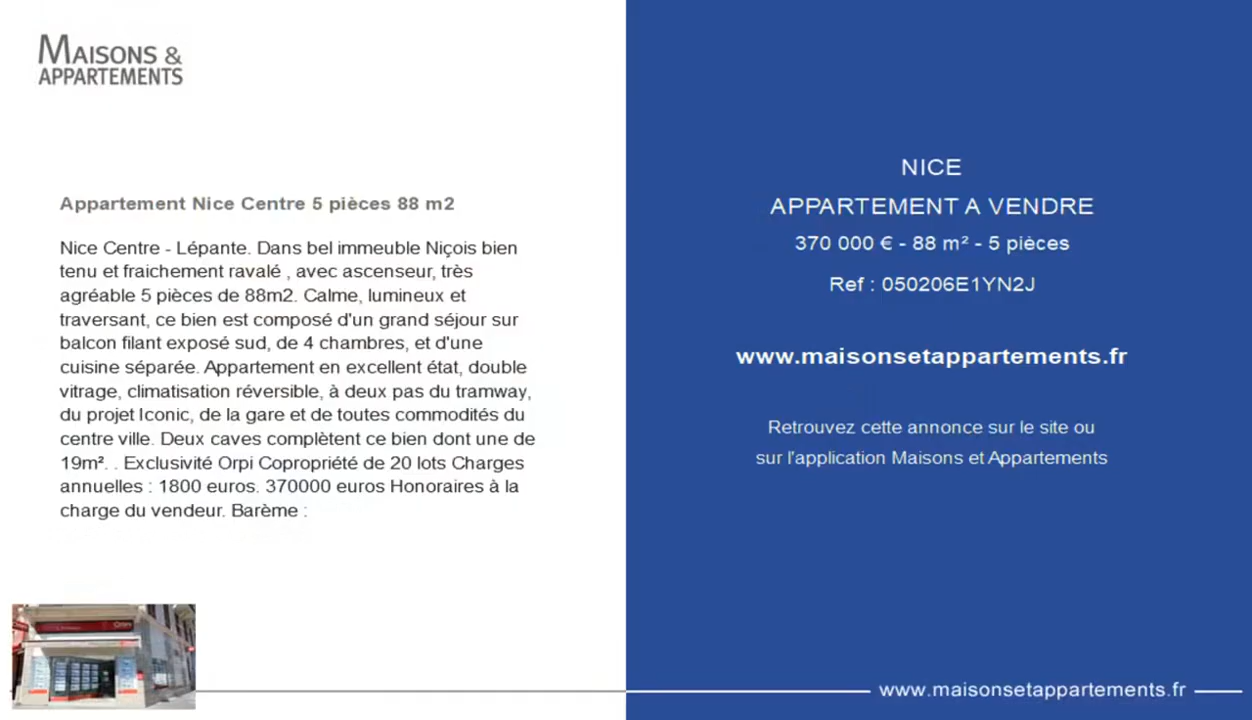 MAISONS &
APPARTEMENTS
Appartement Nice Centre 5 pièces 88 m2
Nice Centre - Lépante. Dans bel immeuble Niçois bien
tenu et fraichement ravalé , avec ascenseur, très
agréable 5 pièces de 88m2. Calme, lumineux et
traversant, ce bien est composé d'un grand séjour sur
balcon filant exposé sud, de 4 chambres, et d'une
cuisine séparée. Appartement en excellent état, double
vitrage, climatisation réversible, à deux pas du tramway,
du projet Iconic, de la gare et de toutes commodités du
centre ville. Deux caves complètent ce bien dont une de
19m². . Exclusivité Orpi Copropriété de 20 lots Charges
annuelles : 1800 euros. 370000 euros Honoraires à la
charge du vendeur. Barème :
NICE
APPARTEMENT A VENDRE
370 000 € - 88 m² - 5 pièces
Ref : 050206E1YN2J
www.maisonsetappartements.fr
Retrouvez cette annonce sur le site ou
sur l'application Maisons et Appartements
www.maisonsetappartements.fr